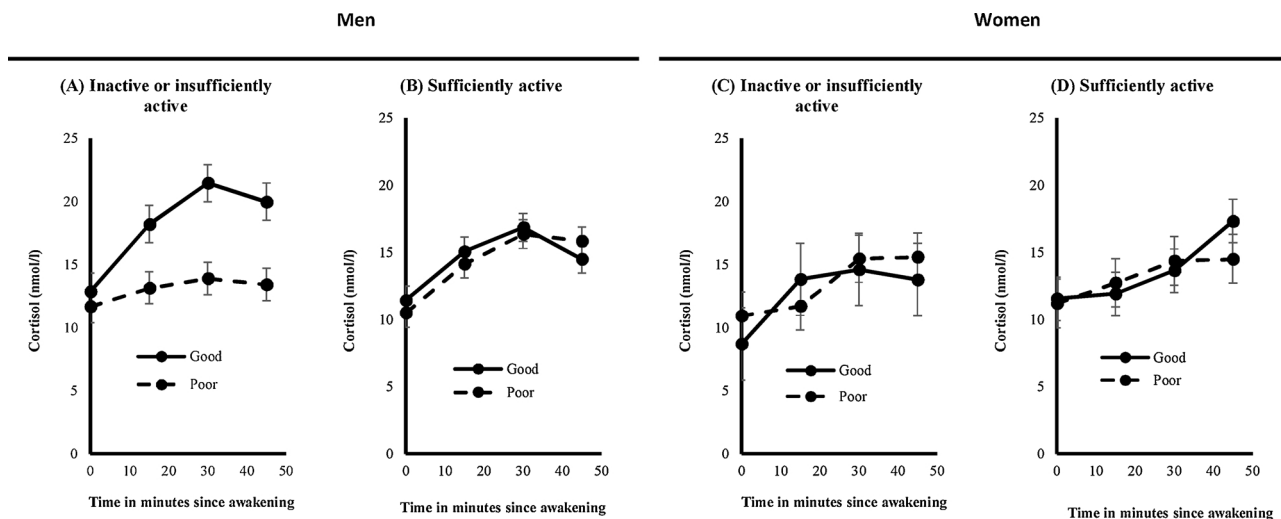 Men
Women
(A) Inactive or insufficiently
active
(B) Sufficiently active
(C) Inactive or insufficiently
active
(D) Sufficiently active
25
20
15
10
5
0
Cortisol (nmol/l)
Good
Poor
0 10 20 30 40 50
Time in minutes since awakening
25
20
15
10
5
0
Cortisol (nmol/l)
Good
Poor
0 10 20 30 40 50
Time in minutes since awakening
25
20
15
10
5
0
Cortisol (nmol/l)
Good
Poor
0 10 20 30 40 50
Time in minutes since awakening
25
20
15
10
5
0
Cortisol (nmol/l)
Good
Poor
0 10 20 30 40 50
Time in minutes since awakening